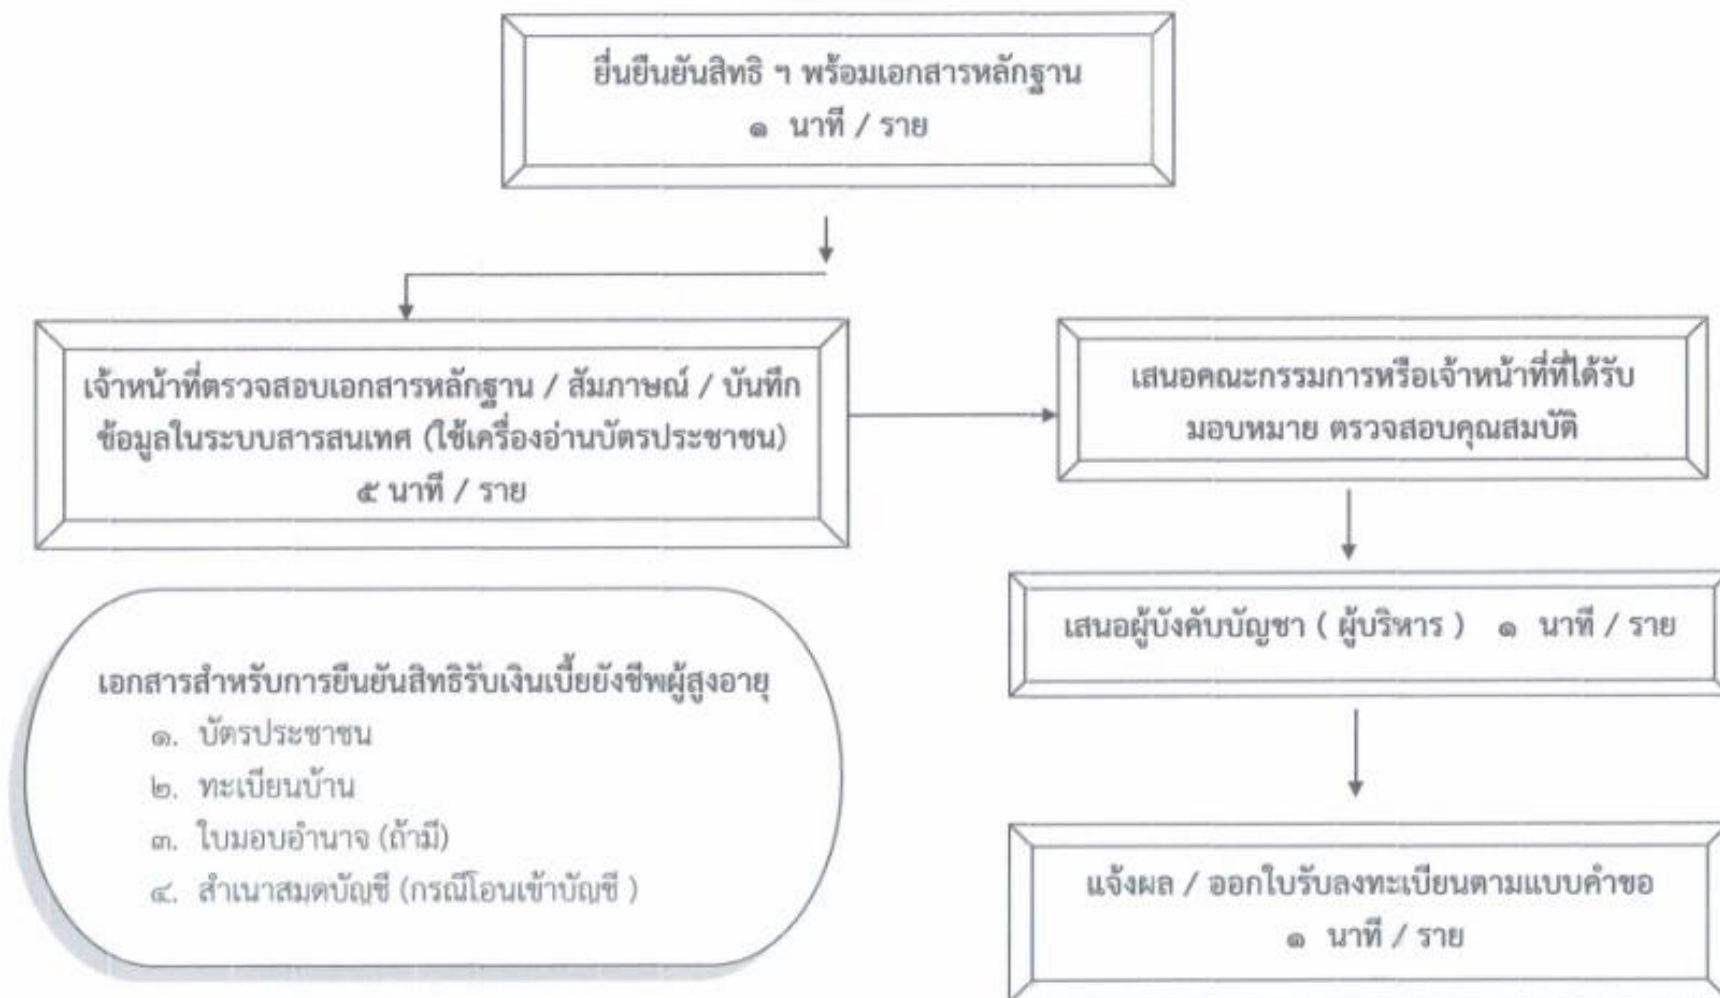 ยื่นยืนยันสิทธิ ฯ พร้อมเอกสารหลักฐาน
๑ นาที / ราย
เจ้าหน้าที่ตรวจสอบเอกสารหลักฐาน / สัมภาษณ์ / บันทึก
ข้อมูลในระบบสารสนเทศ (ใช้เครื่องอ่านบัตรประชาชน)
๕ นาที / ราย
เสนอคณะกรรมการหรือเจ้าหน้าที่ที่ได้รับ
มอบหมาย ตรวจสอบคุณสมบัติ
เสนอผู้บังคับบัญชา ( ผู้บริหาร ) ๑ นาที / ราย
แจ้งผล / ออกใบรับลงทะเบียนตามแบบคำขอ
๑ นาที / ราย
เอกสารสำหรับการยืนยันสิทธิรับเงินเบี้ยยังชีพผู้สูงอายุ
๑. บัตรประชาชน
๒. ทะเบียนบ้าน
๓. ใบมอบอำนาจ (ถ้ามี)
๔. สำเนาสมุดบัญชี (กรณีโอนเข้าบัญชี )